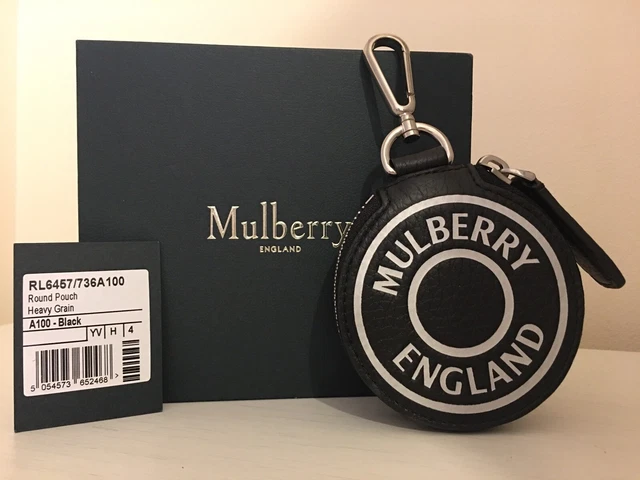 Mulberry
ENGLAND
MULBERRY
ENGLAND
RL6457/736A100
Round Pouch
Heavy Grain
A100 - Black
YV H 4
5 054573 652468 >